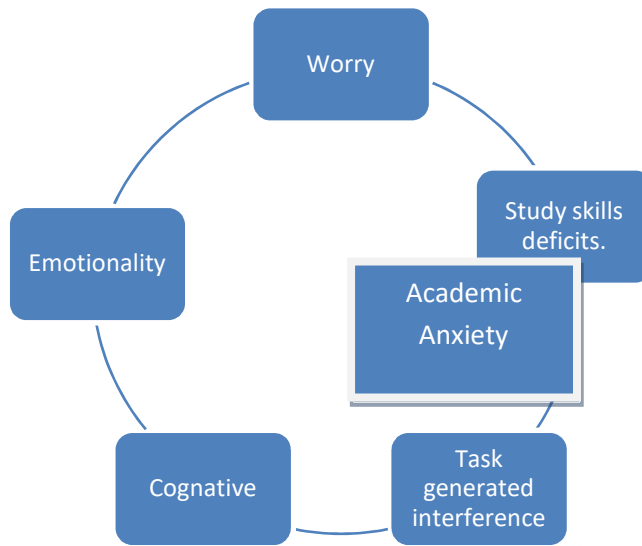 Worry
Study skills
deficits.
Academic
Anxiety
Emotionality
Task
generated
interference
Cognative